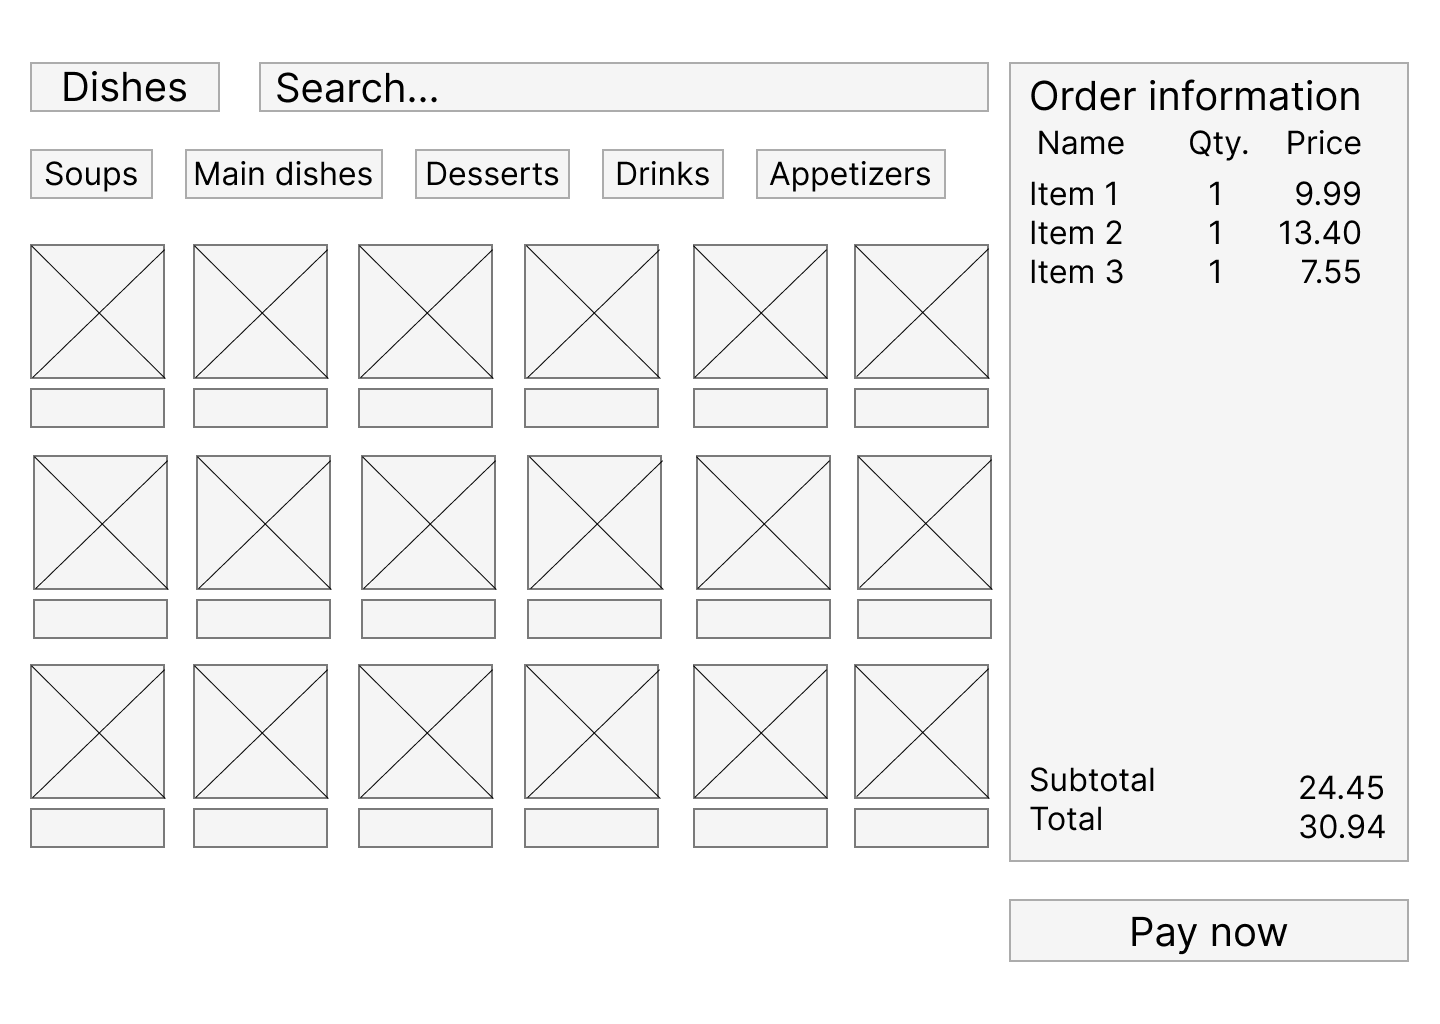 Dishes
Search...
Soups
Main dishes
Desserts
Drinks
Appetizers
Order information
Name Qty. Price
Item 1 1 9.99
Item 2 1 13.40
Item 3 1 7.55
Subtotal 24.45
Total 30.94
Pay now